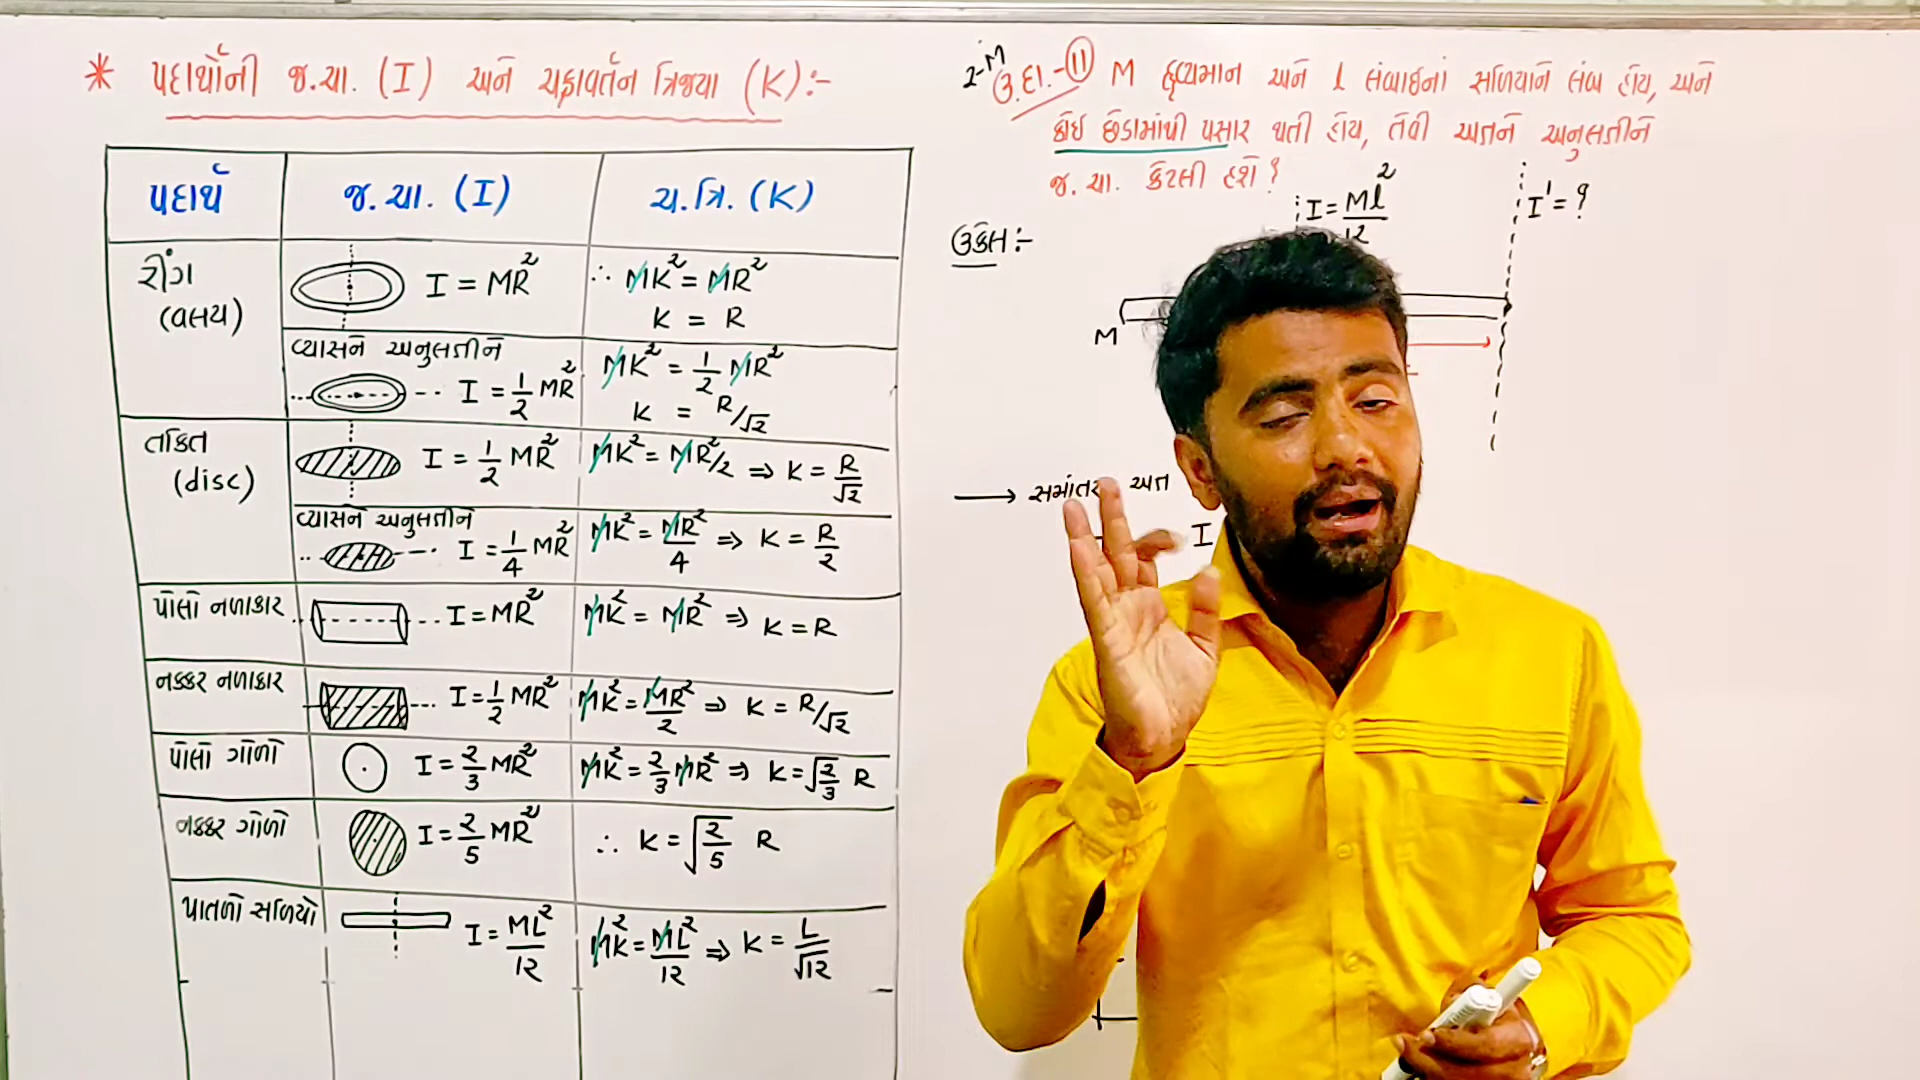 * પદાર્થોની જ.ચા. (I) અને ચક્રાવર્તન ત્રિજ્યા (K):-
પદાર્થ જ.ચા. (I) ચ.ત્રિ. (K)
રીંગ (વલય) I = MR² ∴ MK² = MR²
K = R
વ્યાસને અનુલક્ષીને I = 1/2 MR² MK² = 1/2 MR²
K = R/√2
તકતિ (disc) I = 1/2 MR² MK² = MR²/2 ⇒ K = R/√2
વ્યાસને અનુલક્ષીને I = 1/4 MR² MK² = MR²/4 ⇒ K = R/2
પોલો નળાકાર I = MR² MK² = MR² ⇒ K = R
નક્કર નળાકાર I = 1/2 MR² MK² = MR²/2 ⇒ K = R/√2
પોલો ગોળો I = 2/3 MR² MK² = 2/3 MR² ⇒ K = √2/3 R
નક્કર ગોળો I = 2/5 MR² ∴ K = √2/5 R
પાતળો સળિયો I = ML²/12 MK² = ML²/12 ⇒ K = L/√12
2-M
ઉ.દા.-11 M દ્રવ્યમાન અને l લંબાઇનાં સળિયાને લંબ હોય, અને
કોઇ છેડામાંથી પસાર થતી હોય, તેવી અક્ષને અનુલક્ષીને
જ.ચા. કેટલી હશે?
I = Ml²/12
I' = ?
ઉકેલ:-
M
→ સમાંતર અક્ષ
I